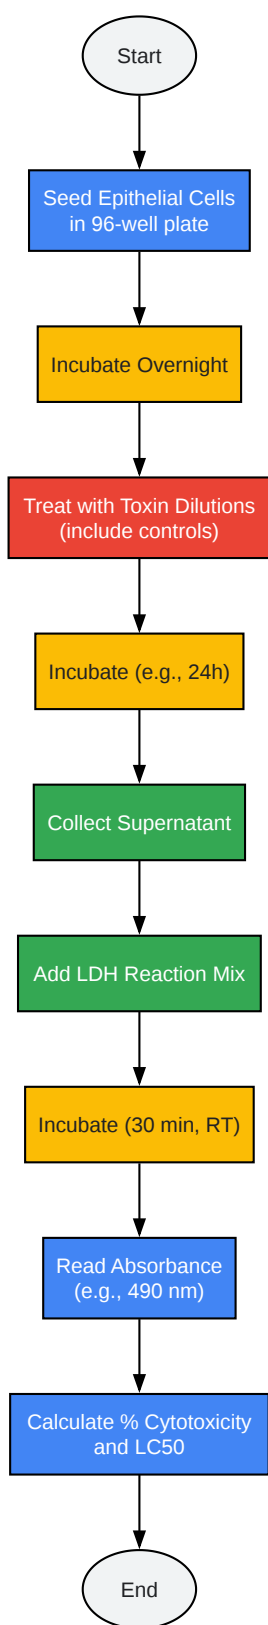 Start
Seed Epithelial Cells
in 96-well plate
Incubate Overnight
Treat with Toxin Dilutions
(include controls)
Incubate (e.g., 24h)
Collect Supernatant
Add LDH Reaction Mix
Incubate (30 min, RT)
Read Absorbance
(e.g., 490 nm)
Calculate % Cytotoxicity
and LC50
End